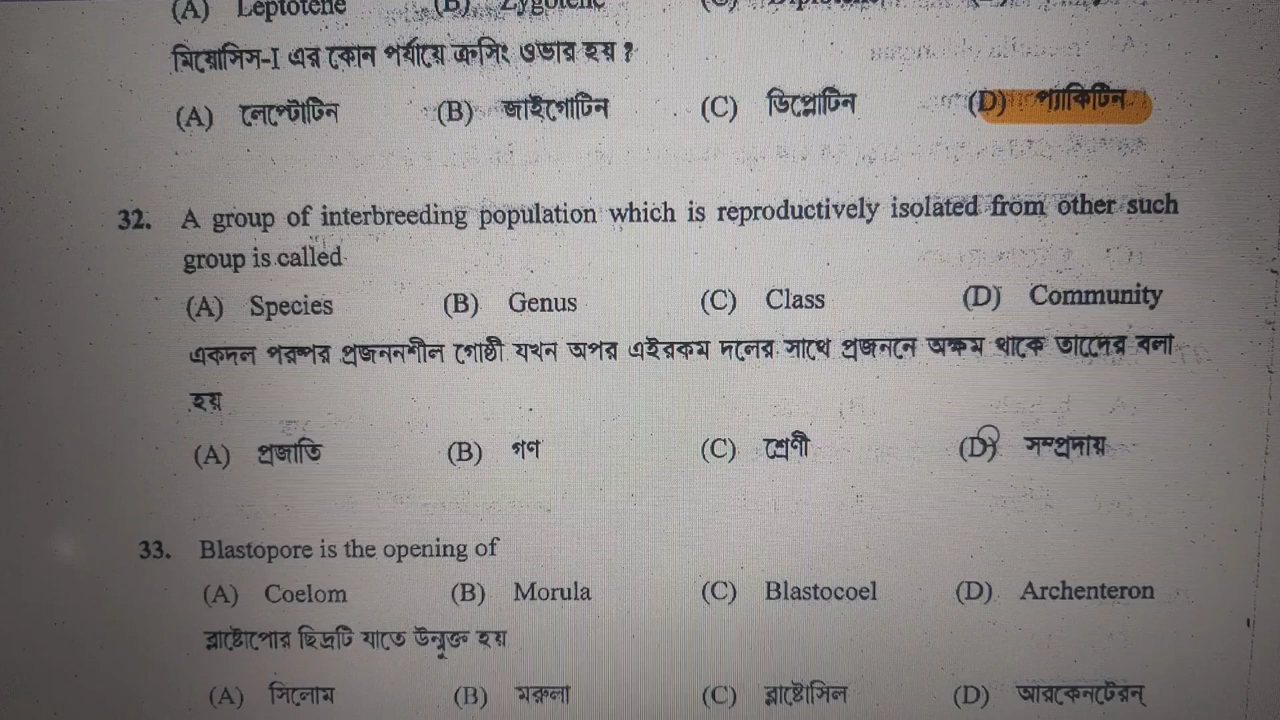 (A) Leptotene (B) Zygotene
মিয়োসিস-I এর কোন পর্যায়ে ক্রসিং ওভার হয় ?
(A) লেপ্টোটিন (B) জাইগোটিন (C) ডিপ্লোটিন (D) প্যাকিটিন
32. A group of interbreeding population which is reproductively isolated from other such
group is called
(A) Species (B) Genus (C) Class (D) Community
একদল পরস্পর প্রজননশীল গোষ্ঠী যখন অপর এইরকম দলের সাথে প্রজননে অক্ষম থাকে তাদের বলা
হয়
(A) প্রজাতি (B) গণ (C) শ্রেণী (D) সম্প্রদায়
33. Blastopore is the opening of
(A) Coelom (B) Morula (C) Blastocoel (D) Archenteron
ব্লাষ্টোপোর ছিদ্রটি যাতে উন্মুক্ত হয়
(A) সিলোম (B) মরুলা (C) ব্লাষ্টোসিল (D) আরকেনটেরন্